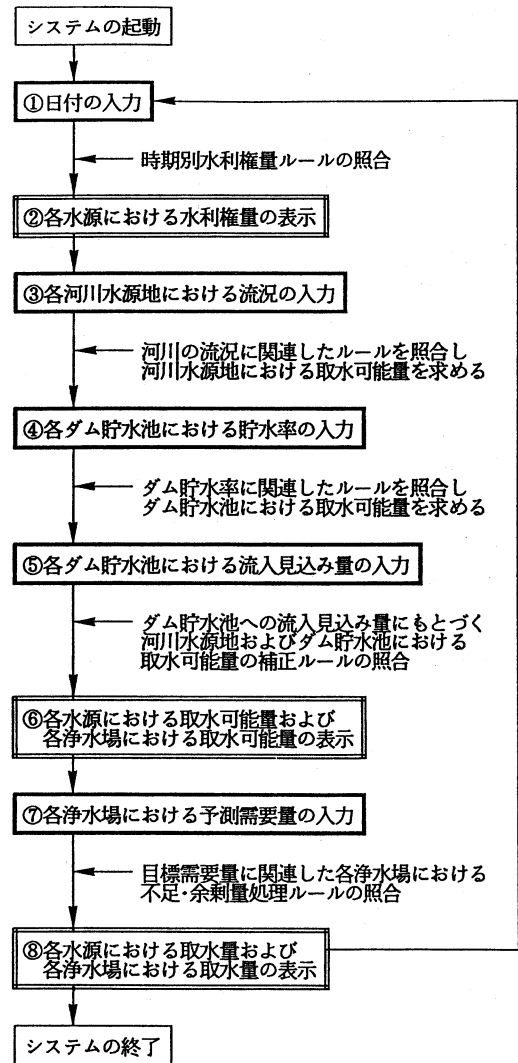 システムの起動
①日付の入力
時期別水利権量ルールの照合
②各水源における水利権量の表示
③各河川水源地における流況の入力
河川の流況に関連したルールを照合し
河川水源地における取水可能量を求める
④各ダム貯水池における貯水率の入力
ダム貯水率に関連したルールを照合し
ダム貯水池における取水可能量を求める
⑤各ダム貯水池における流入見込み量の入力
ダム貯水池への流入見込み量にもとづく
河川水源地およびダム貯水池における
取水可能量の補正ルールの照合
⑥各水源における取水可能量および
各浄水場における取水可能量の表示
⑦各浄水場における予測需要量の入力
目標需要量に関連した各浄水場における
不足・余剰量処理ルールの照合
⑧各水源における取水量および
各浄水場における取水量の表示
システムの終了